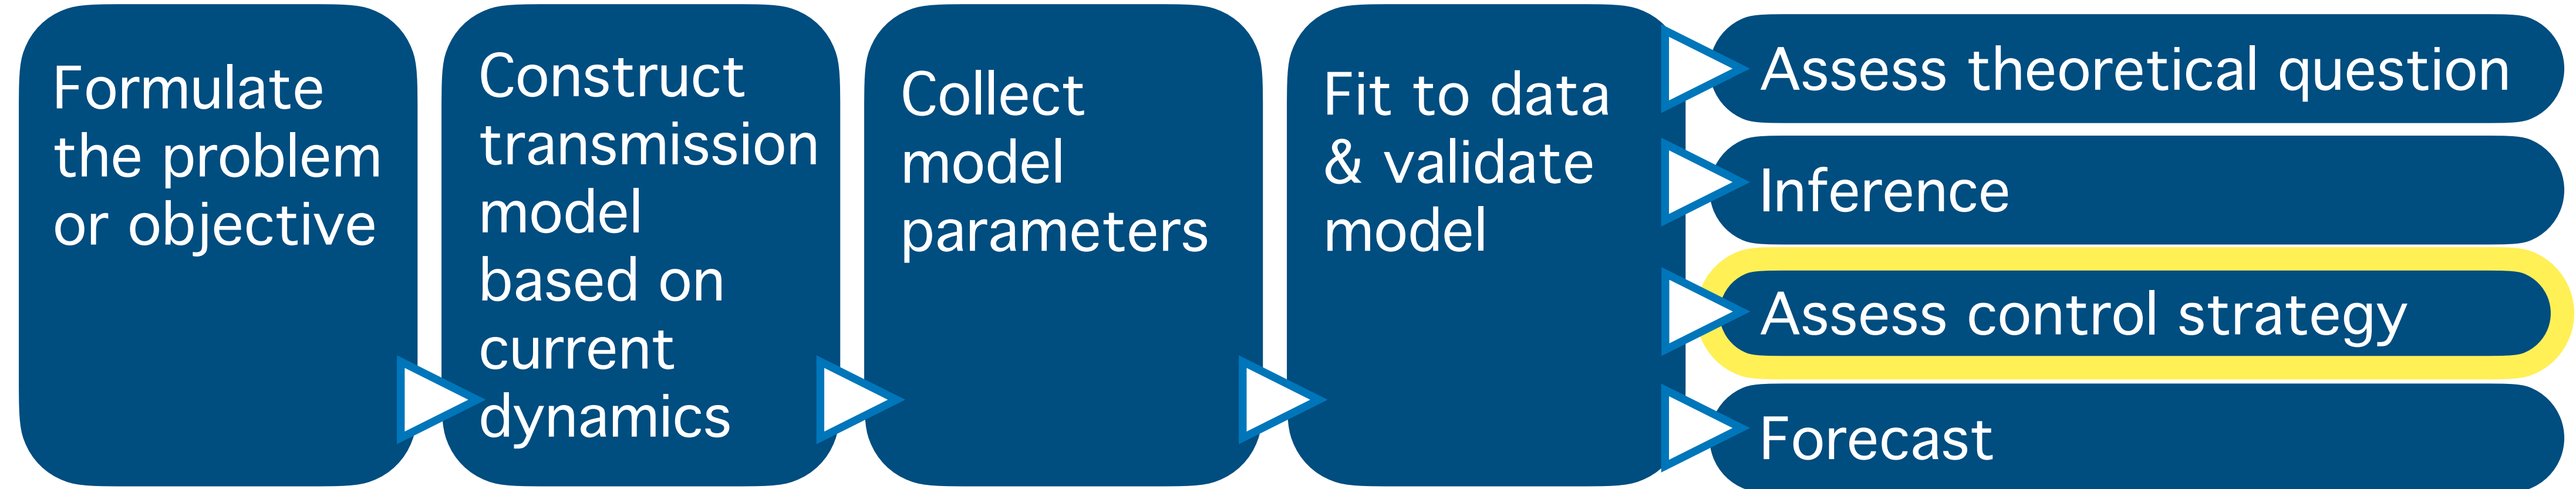 Formulate
the problem
or objective
Construct
transmission
model
based on
current
dynamics
Collect
model
parameters
Fit to data
& validate
model
Assess theoretical question
Inference
Assess control strategy
Forecast